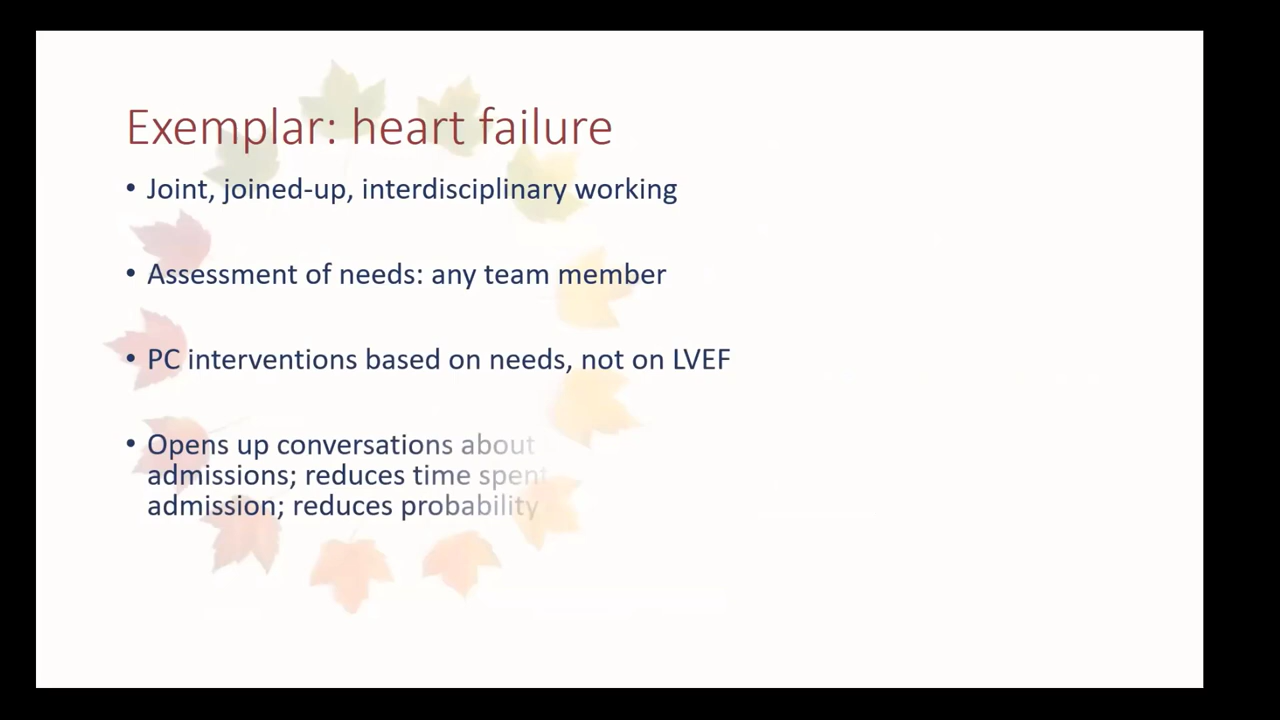 Exemplar: heart failure
• Joint, joined-up, interdisciplinary working
• Assessment of needs: any team member
• PC interventions based on needs, not on LVEF
• Opens up conversations about
admissions; reduces time spent
admission; reduces probability